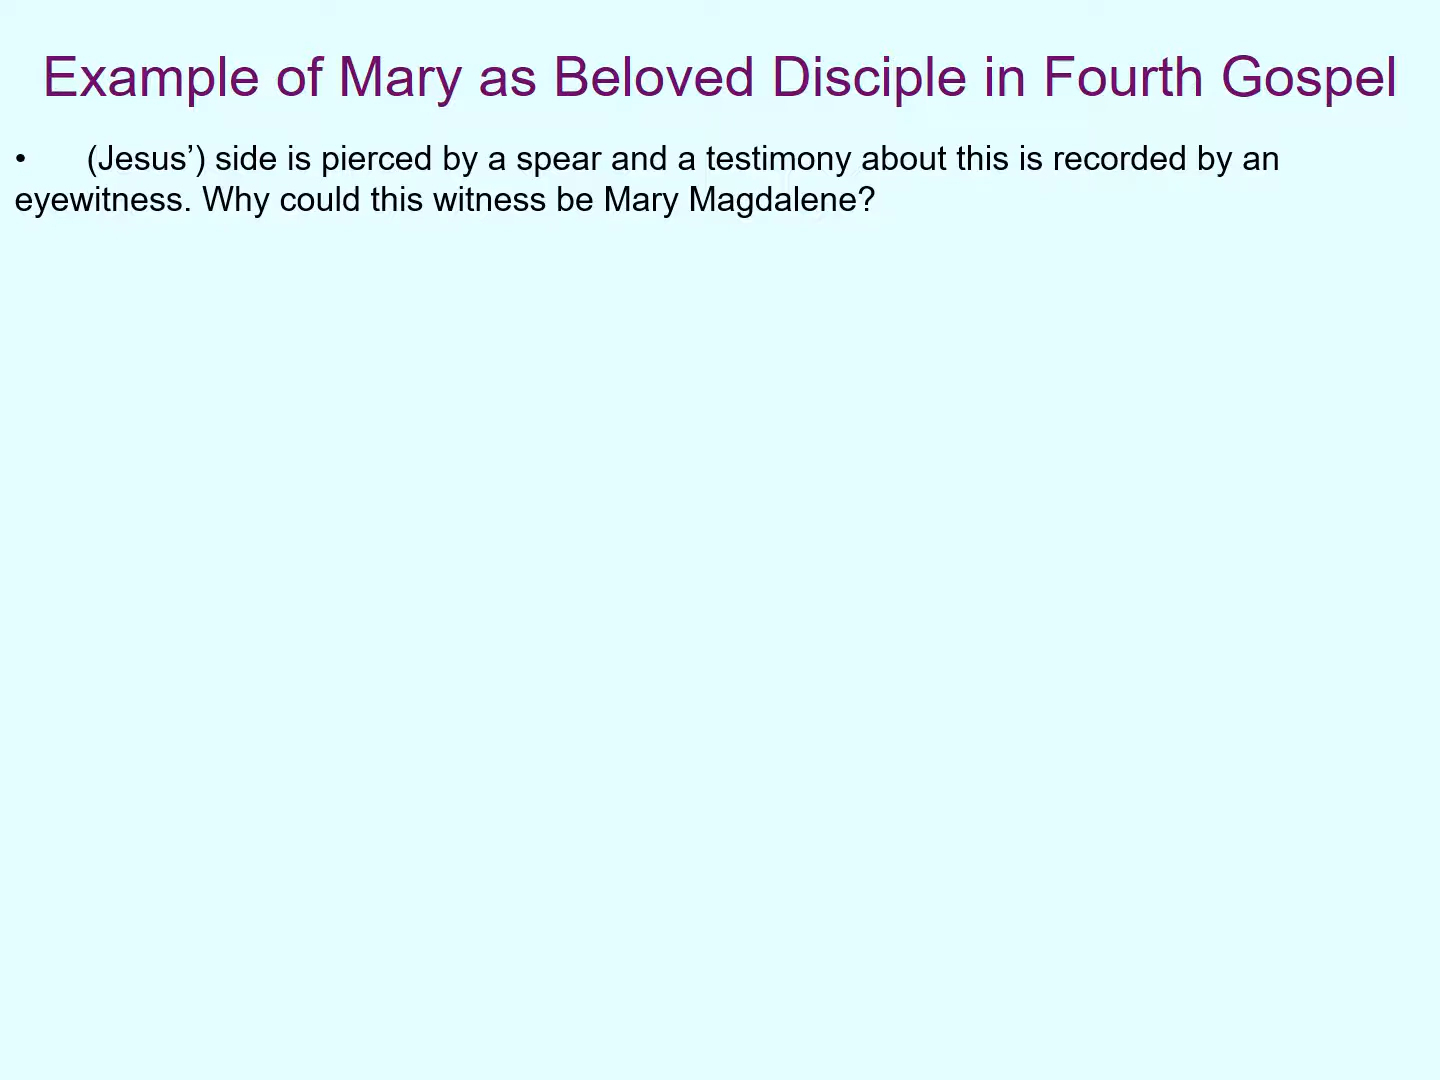 Example of Mary as Beloved Disciple in Fourth Gospel
• (Jesus’) side is pierced by a spear and a testimony about this is recorded by an
eyewitness. Why could this witness be Mary Magdalene?